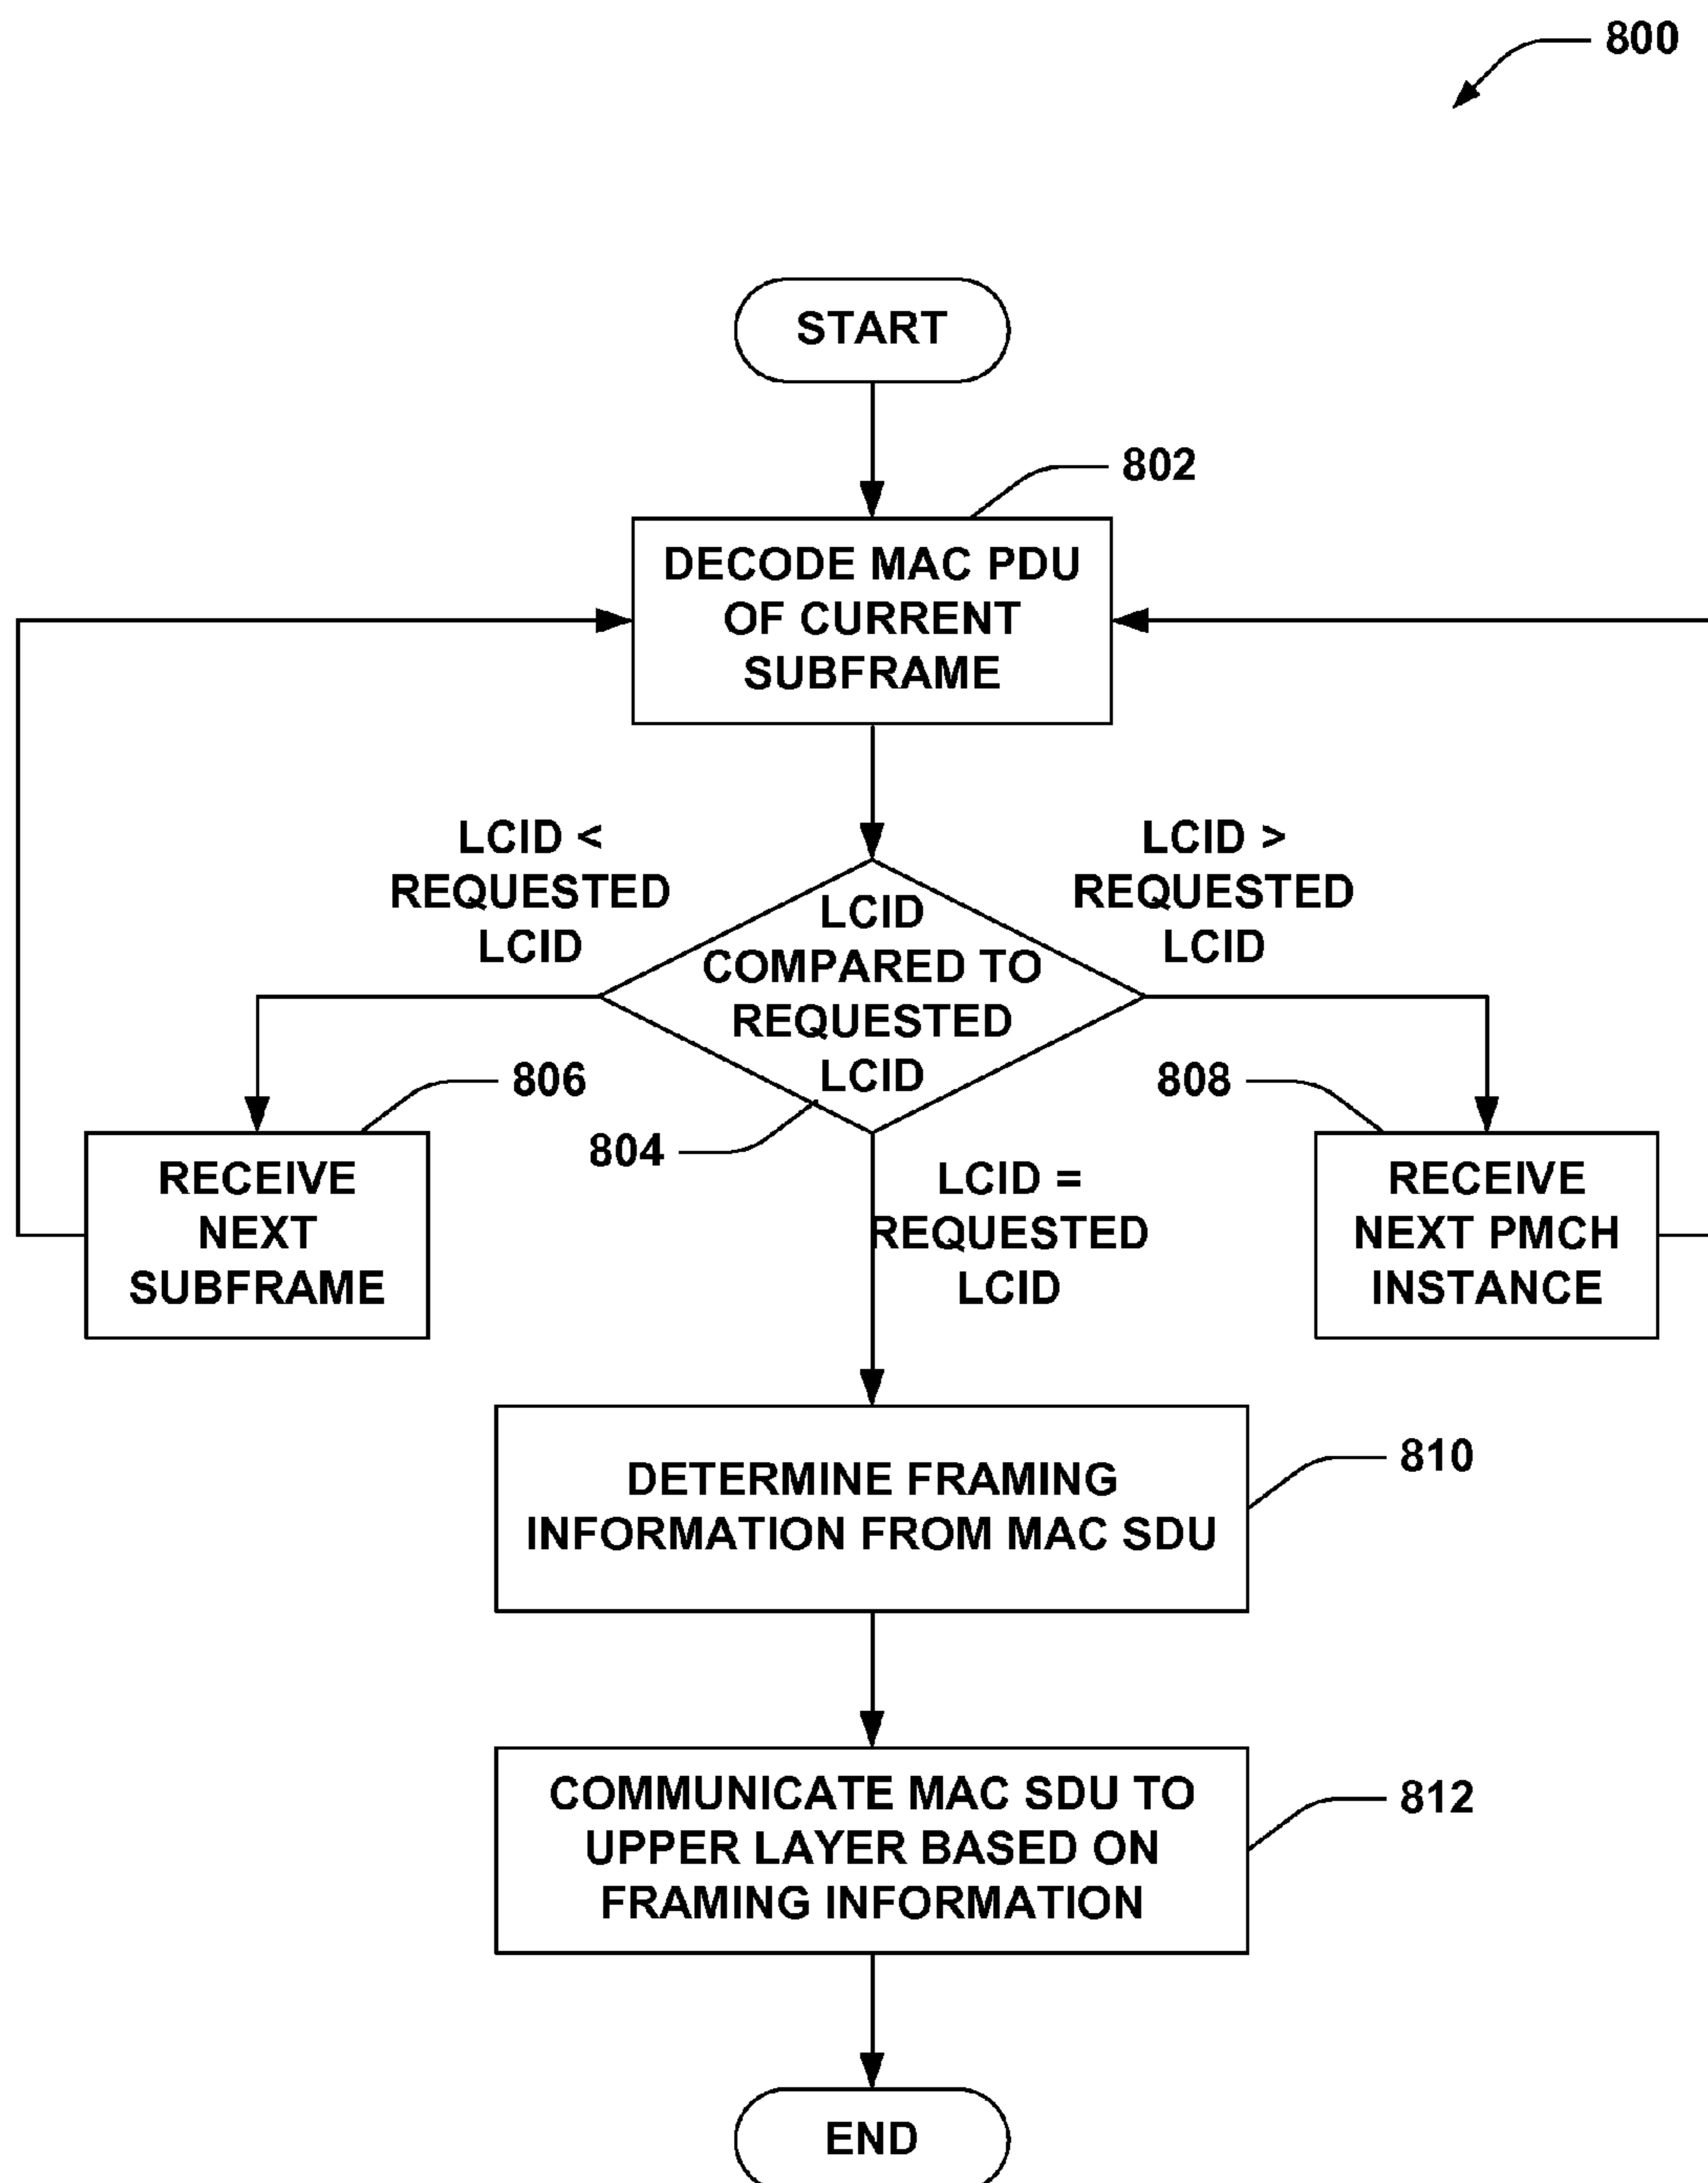 800
START
802
DECODE MAC PDU
OF CURRENT
SUBFRAME
LCID <
REQUESTED
LCID
LCID >
REQUESTED
LCID
LCID
COMPARED TO
REQUESTED
LCID
806
808
804
RECEIVE
NEXT
SUBFRAME
LCID =
REQUESTED
LCID
RECEIVE
NEXT PMCH
INSTANCE
DETERMINE FRAMING
INFORMATION FROM MAC SDU
810
COMMUNICATE MAC SDU TO
UPPER LAYER BASED ON
FRAMING INFORMATION
812
END